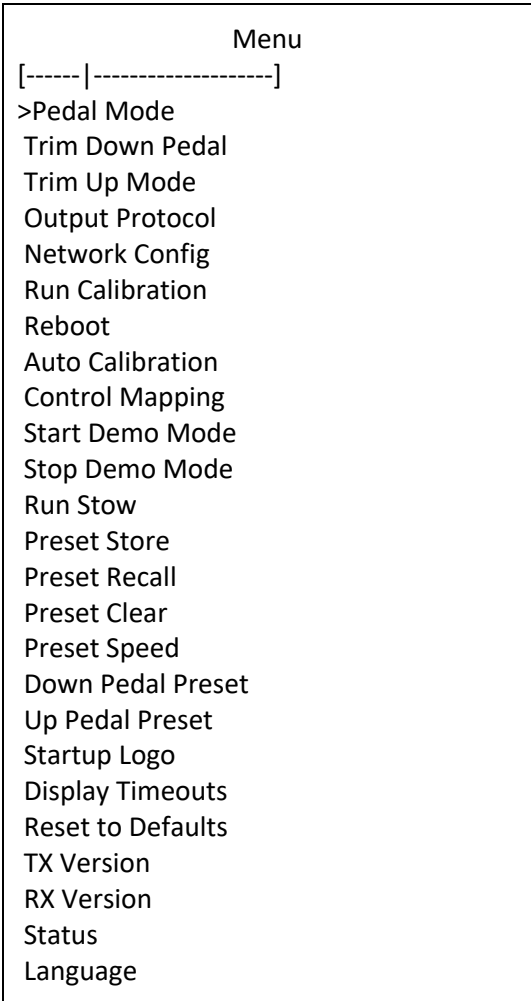 Menu
[------|--------------------]
>Pedal Mode
Trim Down Pedal
Trim Up Mode
Output Protocol
Network Config
Run Calibration
Reboot
Auto Calibration
Control Mapping
Start Demo Mode
Stop Demo Mode
Run Stow
Preset Store
Preset Recall
Preset Clear
Preset Speed
Down Pedal Preset
Up Pedal Preset
Startup Logo
Display Timeouts
Reset to Defaults
TX Version
RX Version
Status
Language